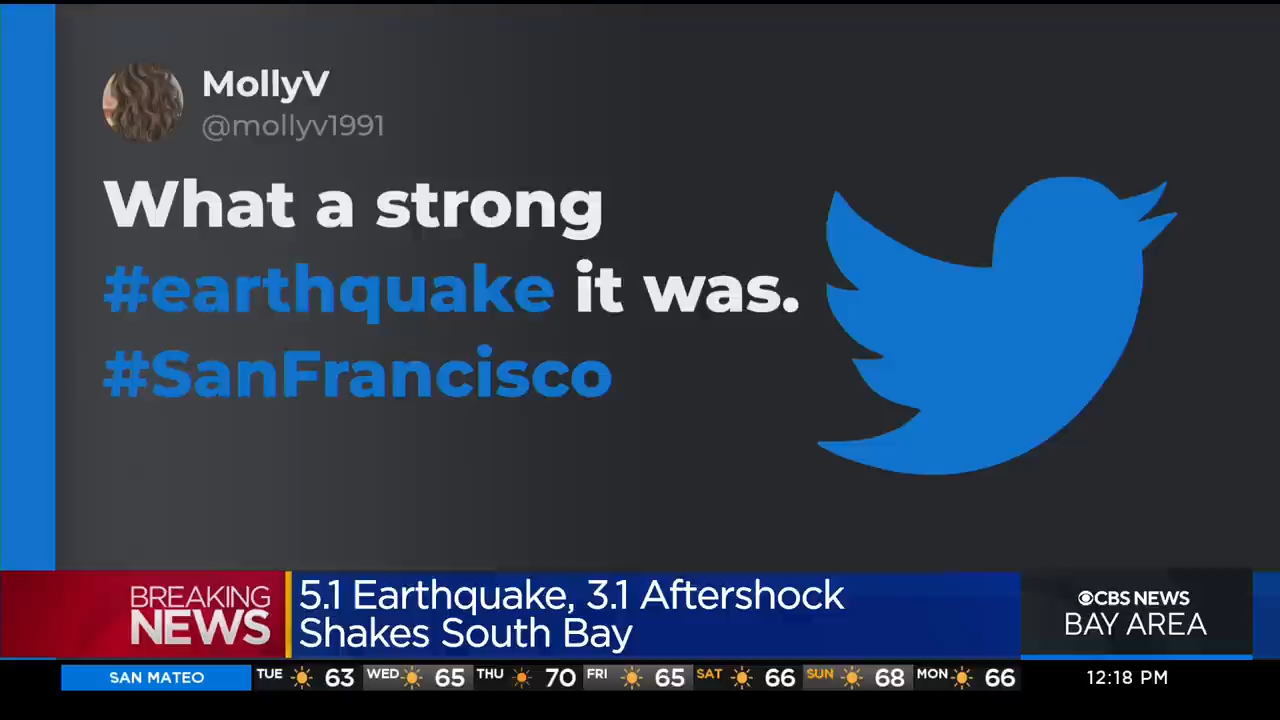 MollyV
@mollyv1991
What a strong
#earthquake it was.
#SanFrancisco
BREAKING
NEWS
5.1 Earthquake, 3.1 Aftershock
Shakes South Bay
CBS NEWS
BAY AREA
SAN MATEO TUE 63 WED 65 THU 70 FRI 65 SAT 66 SUN 68 MON 66 12:18 PM